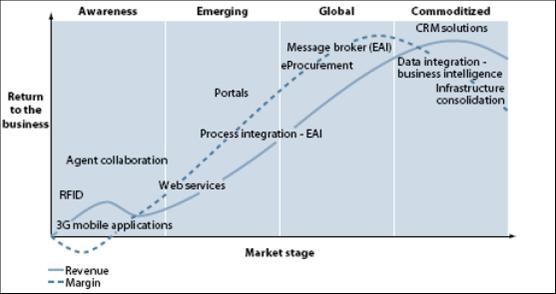 Awareness
Emerging
Global
Commoditized
CRM solutions
Message broker (EAI)
eProcurement
Data integration -
business intelligence
Infrastructure
consolidation
Portals
Return
to the
business
Process integration - EAI
Agent collaboration
Web services
RFID
3G mobile applications
Market stage
Revenue
Margin